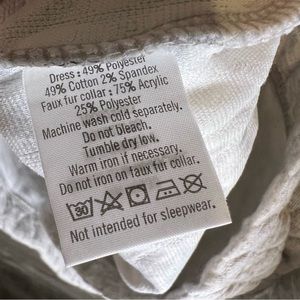 Dress : 49% Polyester
49% Cotton 2% Spandex
Faux fur collar : 75% Acrylic
25% Polyester
Machine wash cold separately.
Do not bleach.
Tumble dry low.
Warm iron if necessary.
Do not iron on faux fur collar.
30
Not intended for sleepwear.